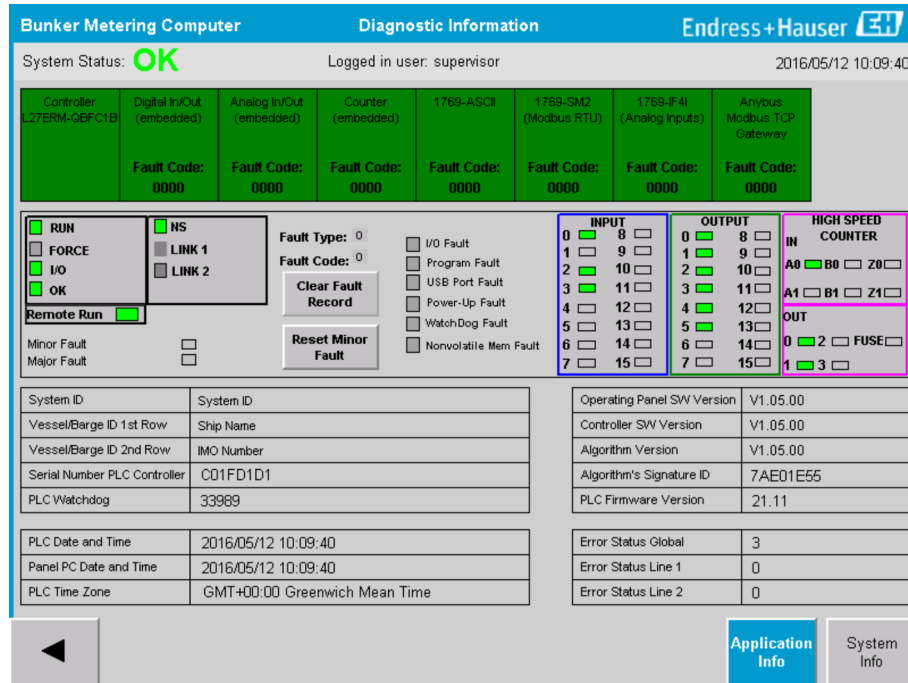 Bunker Metering Computer Diagnostic Information Endress+Hauser EH
System Status: OK Logged in user: supervisor 2016/05/12 10:09:40
Controller Digital In/Out Analog In/Out Counter 1769-ASCII 1769-SM2 1769-IF4I Anybus
L27ERM-QBFC1B (embedded) (embedded) (embedded) (Modbus RTU) (Analog Inputs) Modbus TCP
Gateway
Fault Code: Fault Code: Fault Code: Fault Code: Fault Code: Fault Code: Fault Code:
0000 0000 0000 0000 0000 0000 0000
RUN
FORCE
I/O
OK
Remote Run
Minor Fault
Major Fault
NS
LINK 1
LINK 2
Fault Type: 0
Fault Code: 0
Clear Fault
Record
Reset Minor
Fault
I/O Fault
Program Fault
USB Port Fault
Power-Up Fault
WatchDog Fault
Nonvolatile Mem Fault
INPUT
0 8
1 9
2 10
3 11
4 12
5 13
6 14
7 15
OUTPUT
0 8
1 9
2 10
3 11
4 12
5 13
6 14
7 15
HIGH SPEED
IN COUNTER
A0 B0 Z0
A1 B1 Z1
OUT
0 2 FUSE
1 3
System ID System ID
Vessel/Barge ID 1st Row Ship Name
Vessel/Barge ID 2nd Row IMO Number
Serial Number PLC Controller C01FD1D1
PLC Watchdog 33989
Operating Panel SW Version V1.05.00
Controller SW Version V1.05.00
Algorithm Version V1.05.00
Algorithm's Signature ID 7AE01E55
PLC Firmware Version 21.11
PLC Date and Time 2016/05/12 10:09:40
Panel PC Date and Time 2016/05/12 10:09:40
PLC Time Zone GMT+00:00 Greenwich Mean Time
Error Status Global 3
Error Status Line 1 0
Error Status Line 2 0
Application
Info
System
Info